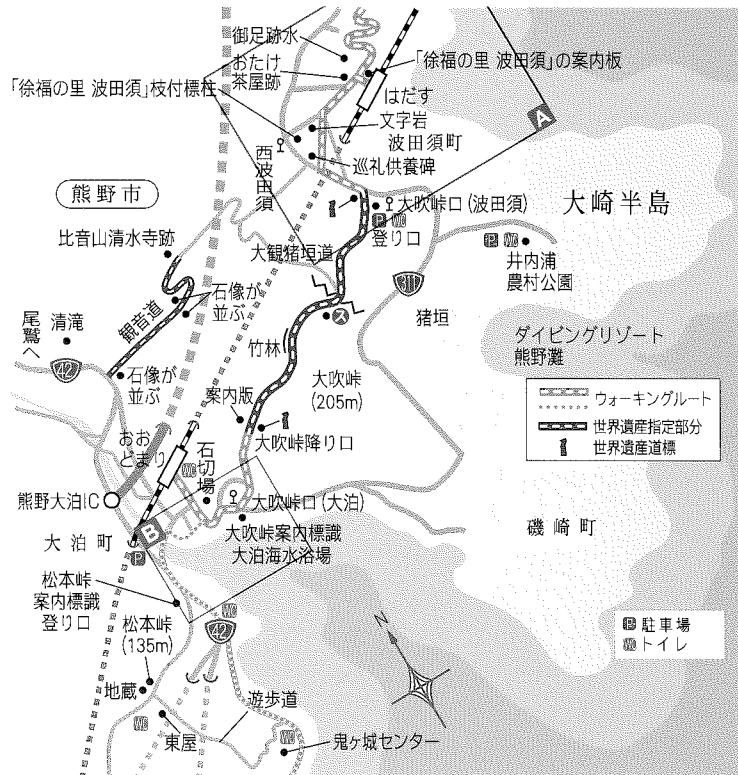 御足跡水
おたけ
茶屋跡
「徐福の里 波田須」の案内板
「徐福の里 波田須」枝付標柱
はだす
文字岩
波田須町
巡礼供養碑
A
西波田須
熊野市
大吹峠口（波田須）
P WC
登り口
大崎半島
比音山清水寺跡
大観猪垣道
P WC
井内浦
農村公園
311
石像が
並ぶ
観音道
猪垣
ス
尾鷲へ
清滝
42
竹林
ダイビングリゾート
熊野灘
石像が
並ぶ
大吹峠
(205m)
案内版
ウォーキングルート
世界遺産指定部分
世界遺産道標
おお
どまり
大吹峠降り口
石切場
WC
熊野大泊IC
大吹峠口（大泊）
大吹峠案内標識
大泊海水浴場
B
大泊町
P
磯崎町
松本峠
案内標識
登り口
WC
42
松本峠
(135m)
N
P 駐車場
WC トイレ
地蔵
遊歩道
WC
東屋
WC
鬼ヶ城センター